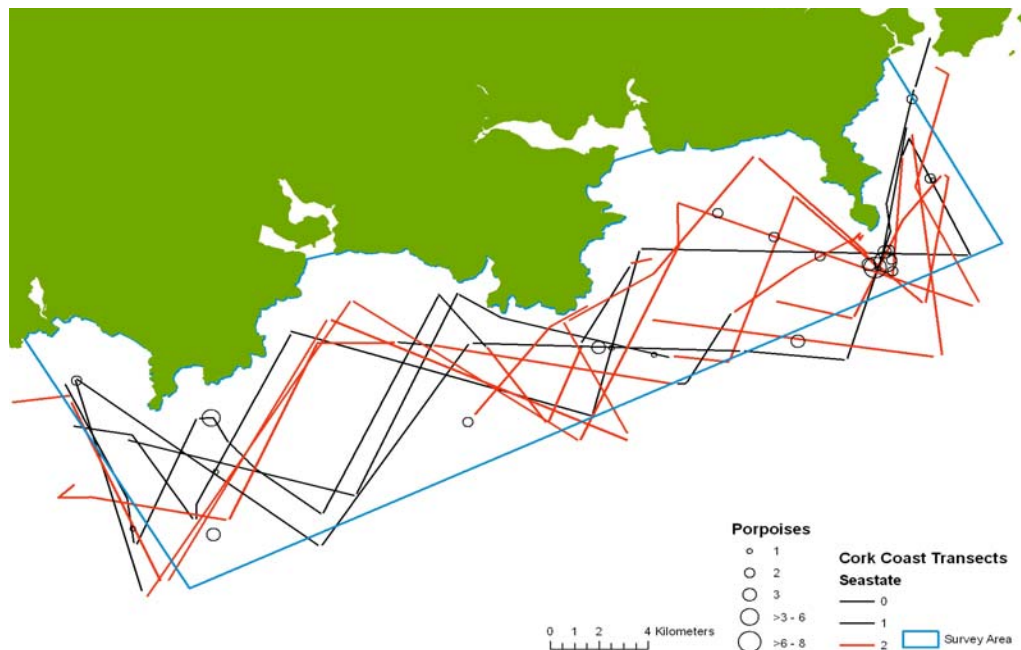 Porpoises
1
2
3
>3 - 6
>6 - 8
Cork Coast Transects
Seastate
0
1
2
Survey Area
0 1 2 4 Kilometers